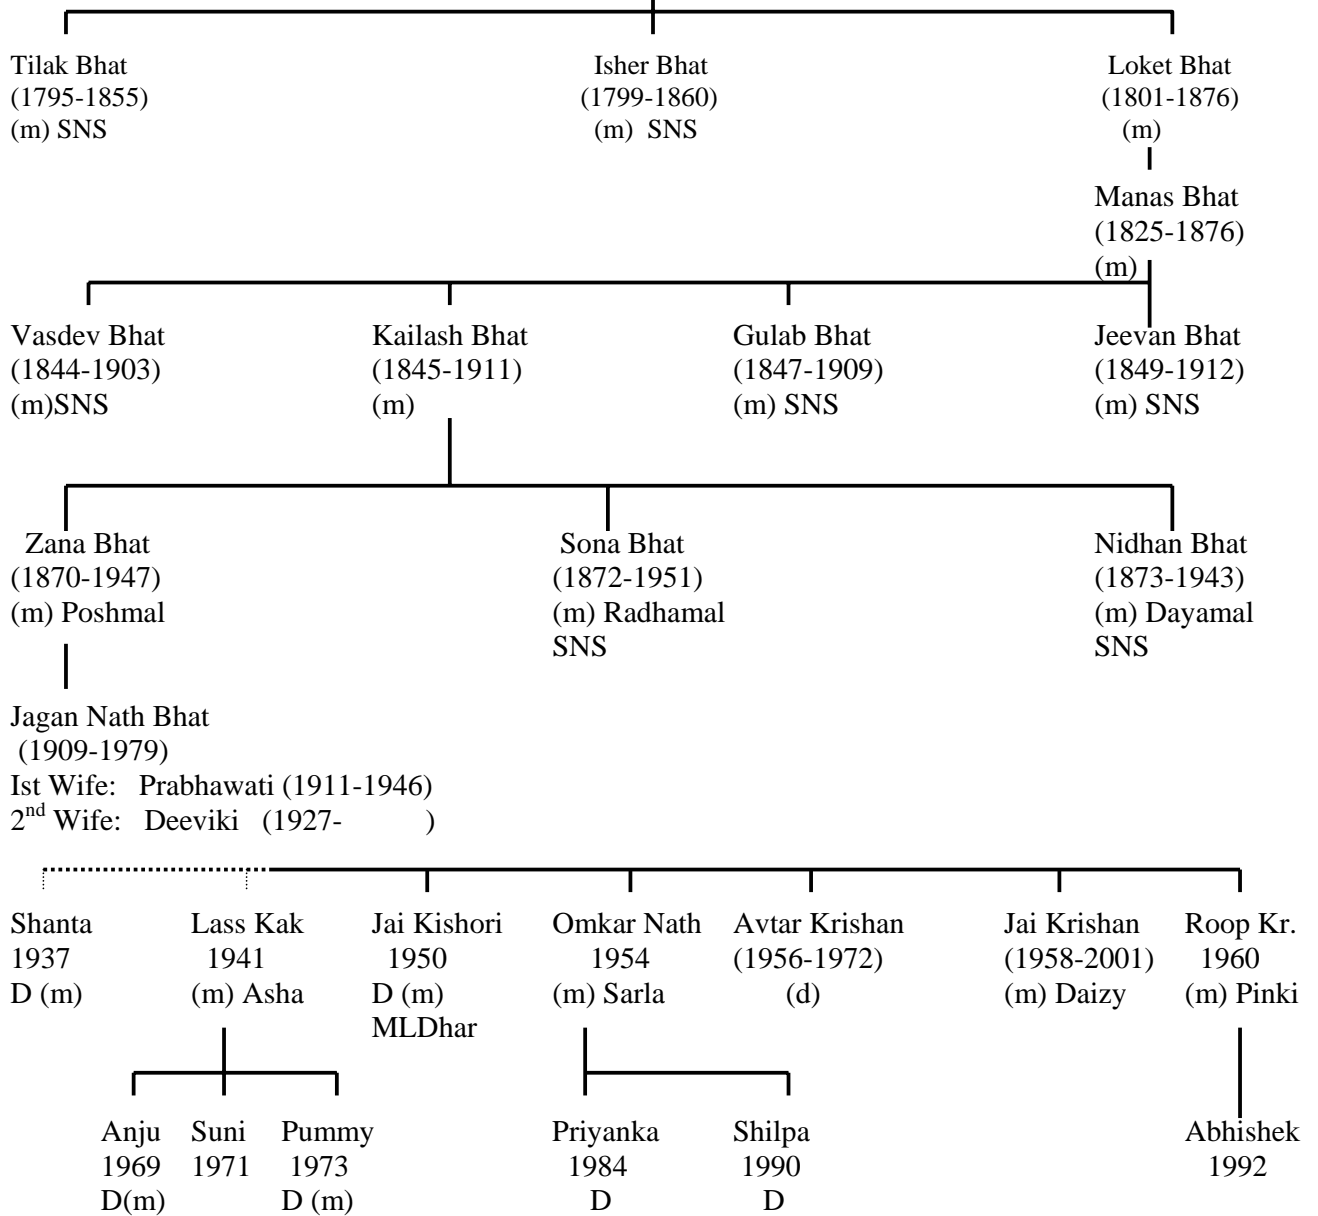 Tilak Bhat Isher Bhat Loket Bhat
(1795-1855) (1799-1860) (1801-1876)
(m) SNS (m) SNS (m)
Manas Bhat
(1825-1876)
(m)
Vasdev Bhat Kailash Bhat Gulab Bhat Jeevan Bhat
(1844-1903) (1845-1911) (1847-1909) (1849-1912)
(m)SNS (m) (m) SNS (m) SNS
Zana Bhat Sona Bhat Nidhan Bhat
(1870-1947) (1872-1951) (1873-1943)
(m) Poshmal (m) Radhamal (m) Dayamal
SNS SNS
Jagan Nath Bhat
(1909-1979)
Ist Wife: Prabhawati (1911-1946)
2nd Wife: Deeviki (1927- )
Shanta Lass Kak Jai Kishori Omkar Nath Avtar Krishan Jai Krishan Roop Kr.
1937 1941 1950 1954 (1956-1972) (1958-2001) 1960
D (m) (m) Asha D (m) (m) Sarla (d) (m) Daizy (m) Pinki
MLDhar
Anju Suni Pummy Priyanka Shilpa Abhishek
1969 1971 1973 1984 1990 1992
D(m) D (m) D D